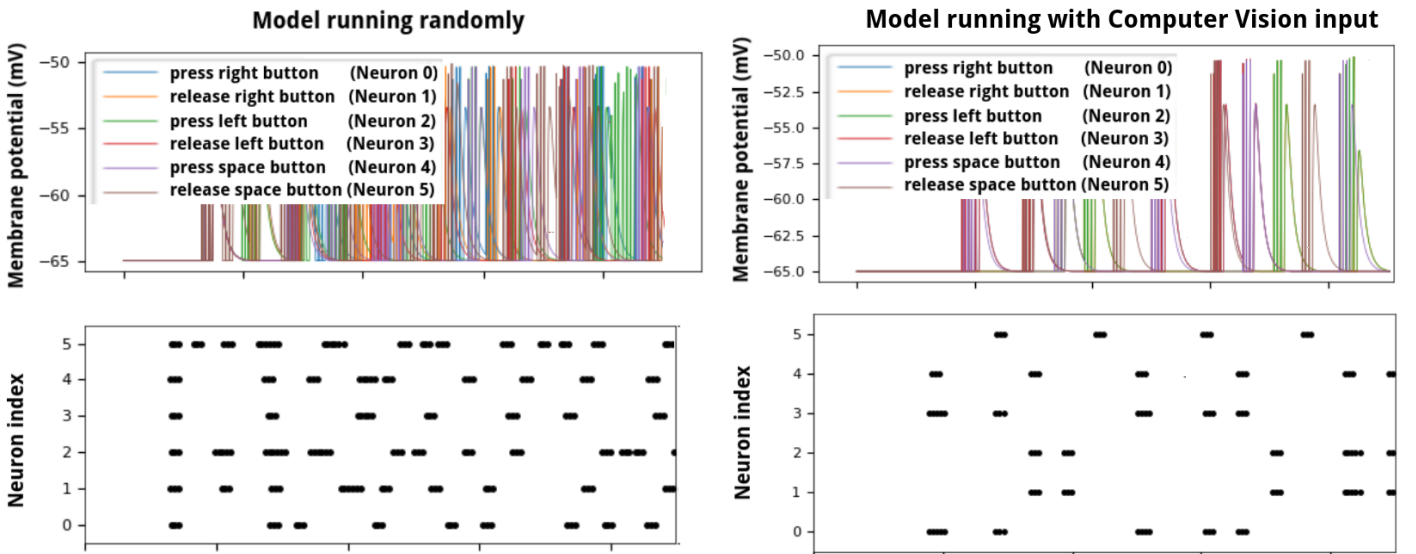 Model running randomly
Membrane potential (mV)
−50
−55
−60
−65
press right button (Neuron 0)
release right button (Neuron 1)
press left button (Neuron 2)
release left button (Neuron 3)
press space button (Neuron 4)
release space button (Neuron 5)
Model running with Computer Vision input
Membrane potential (mV)
−50.0
−52.5
−55.0
−57.5
−60.0
−62.5
−65.0
press right button (Neuron 0)
release right button (Neuron 1)
press left button (Neuron 2)
release left button (Neuron 3)
press space button (Neuron 4)
release space button (Neuron 5)
Neuron index
5
4
3
2
1
0
Neuron index
5
4
3
2
1
0